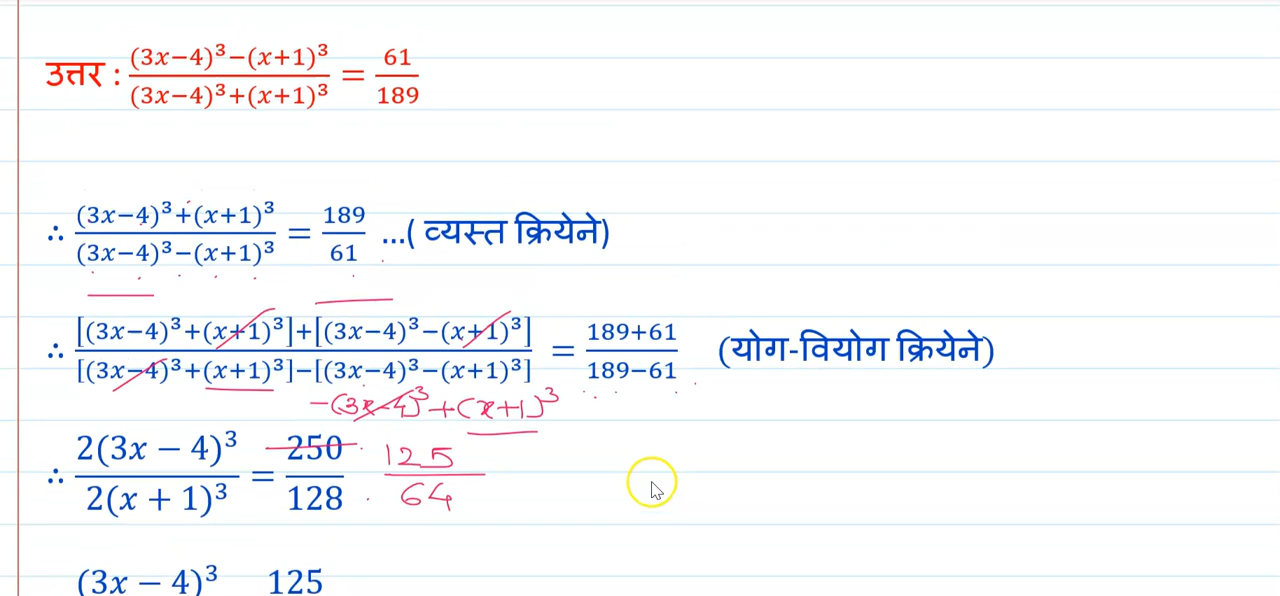 उत्तर : (3x−4)³−(x+1)³ / (3x−4)³+(x+1)³ = 61 / 189
∴ (3x−4)³+(x+1)³ / (3x−4)³−(x+1)³ = 189 / 61 ...( व्यस्त क्रियेने)
∴ [(3x−4)³+(x+1)³]+[(3x−4)³−(x+1)³] / [(3x−4)³+(x+1)³]−[(3x−4)³−(x+1)³] = 189+61 / 189−61 (योग-वियोग क्रियेने)
−(3x−4)³+(x+1)³
∴ 2(3x − 4)³ / 2(x + 1)³ = 250 / 128 125 / 64
(3x − 4)³ 125